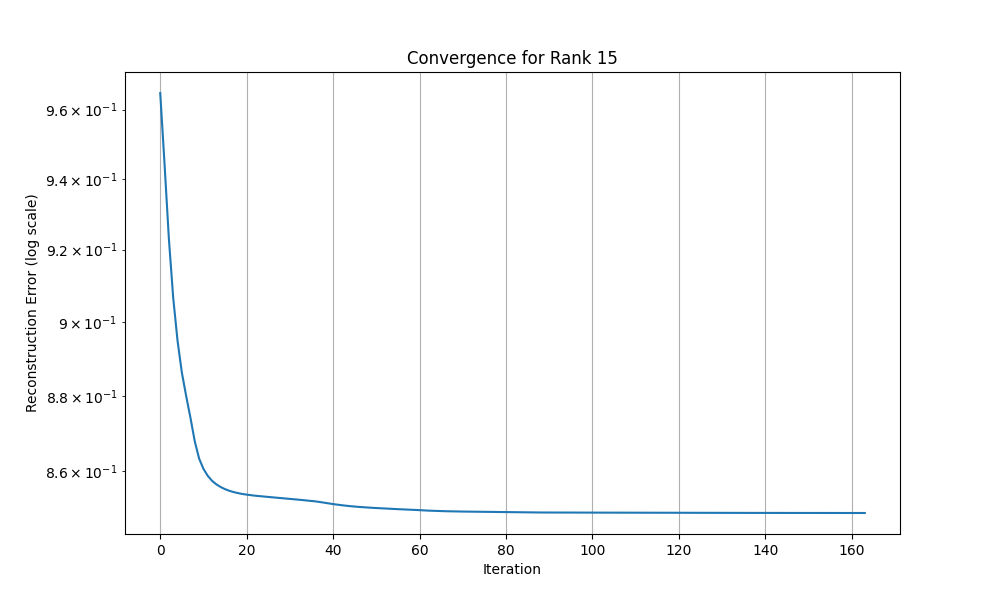 Convergence for Rank 15
Reconstruction Error (log scale)
9.6 × 10⁻¹
9.4 × 10⁻¹
9.2 × 10⁻¹
9 × 10⁻¹
8.8 × 10⁻¹
8.6 × 10⁻¹
0 20 40 60 80 100 120 140 160
Iteration